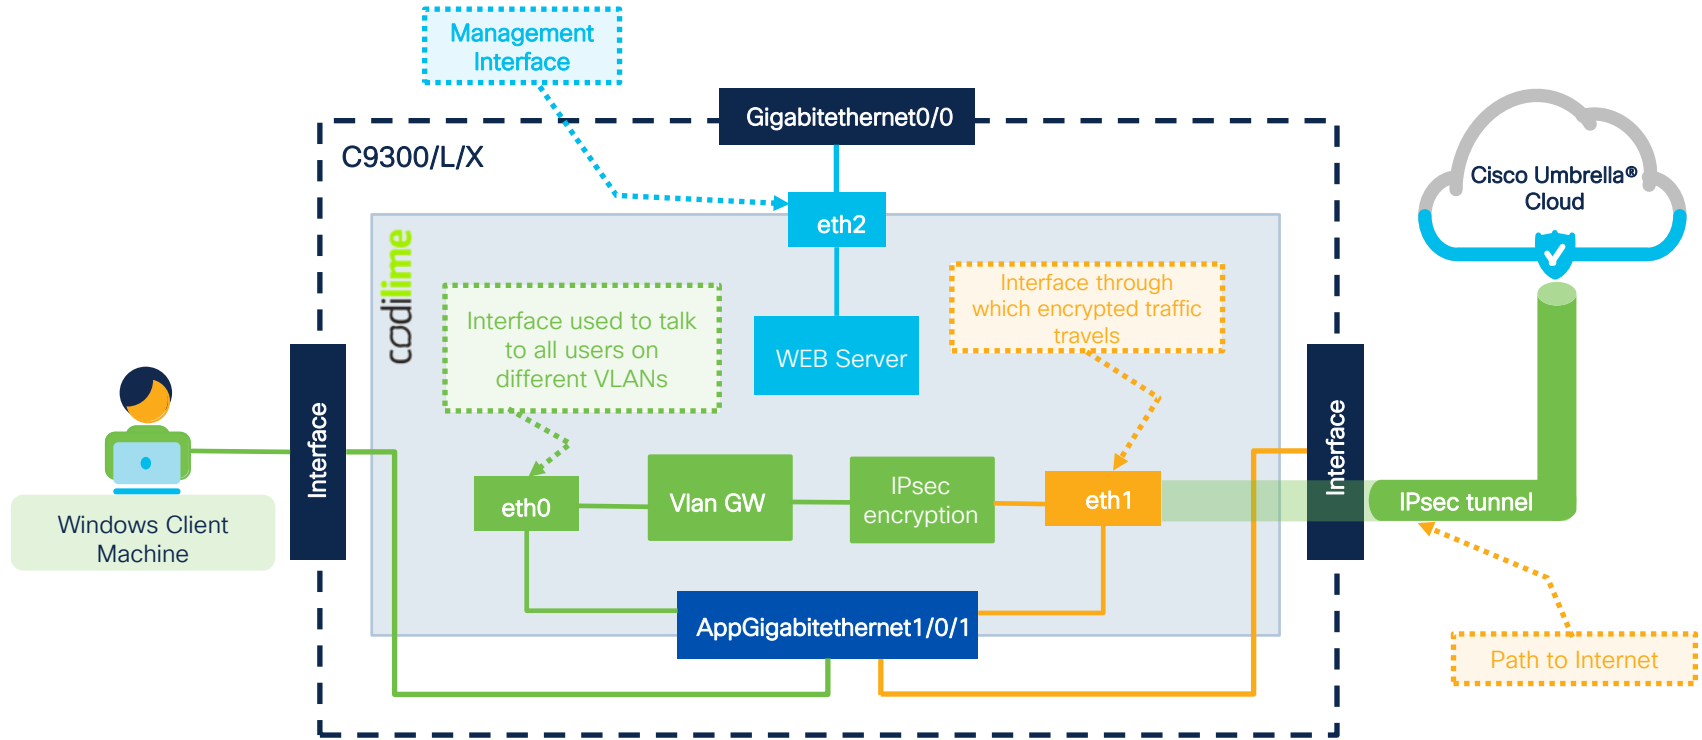 Management
Interface
Gigabitethernet0/0
C9300/L/X
Cisco Umbrella®
Cloud
eth2
codilime
Interface through
which encrypted traffic
travels
Interface used to talk
to all users on
different VLANs
WEB Server
Interface
Interface
eth0
Vlan GW
IPsec
encryption
eth1
IPsec tunnel
Windows Client
Machine
AppGigabitethernet1/0/1
Path to Internet